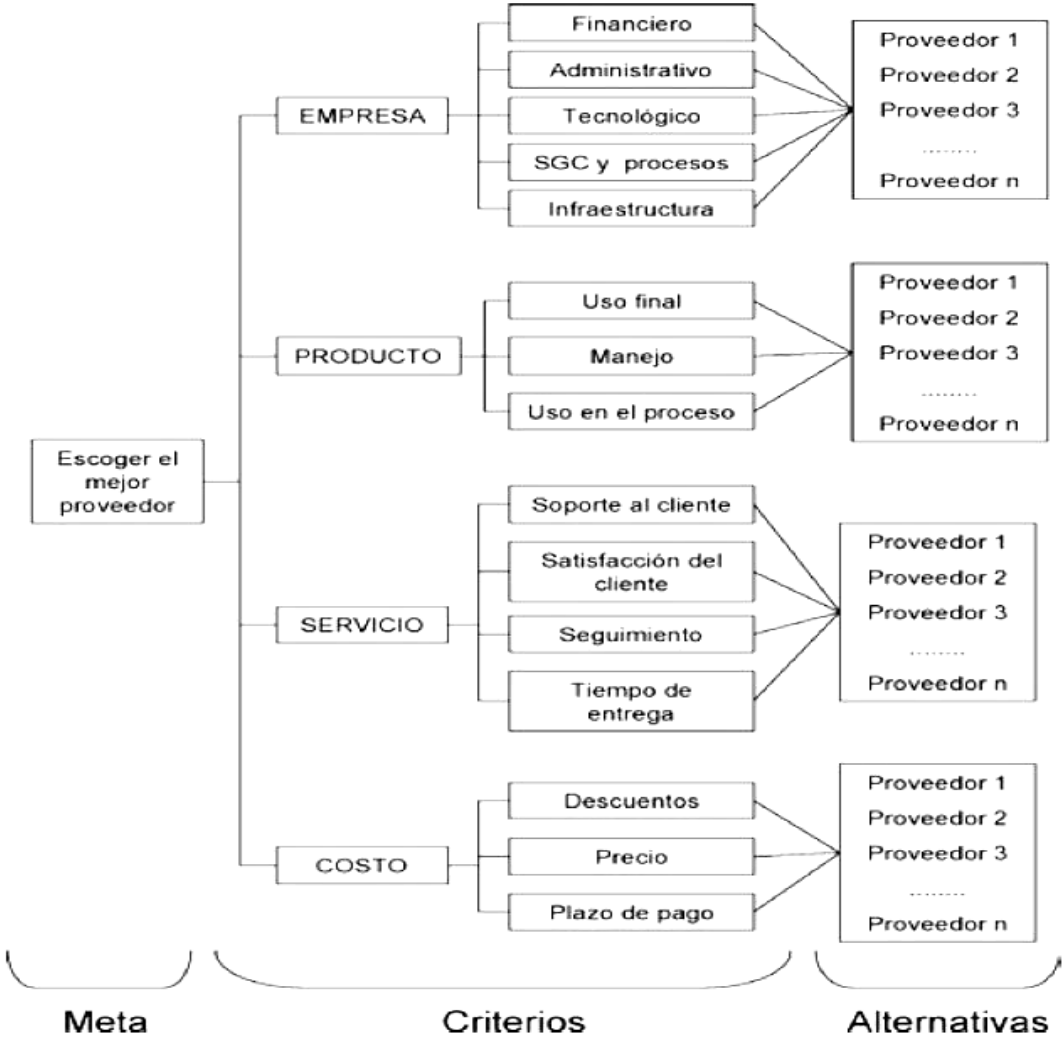 Escoger el
mejor
proveedor
EMPRESA
Financiero
Administrativo
Tecnológico
SGC y procesos
Infraestructura
Proveedor 1
Proveedor 2
Proveedor 3
........
Proveedor n
PRODUCTO
Uso final
Manejo
Uso en el proceso
Proveedor 1
Proveedor 2
Proveedor 3
........
Proveedor n
SERVICIO
Soporte al cliente
Satisfacción del
cliente
Seguimiento
Tiempo de
entrega
Proveedor 1
Proveedor 2
Proveedor 3
........
Proveedor n
COSTO
Descuentos
Precio
Plazo de pago
Proveedor 1
Proveedor 2
Proveedor 3
........
Proveedor n
Meta
Criterios
Alternativas